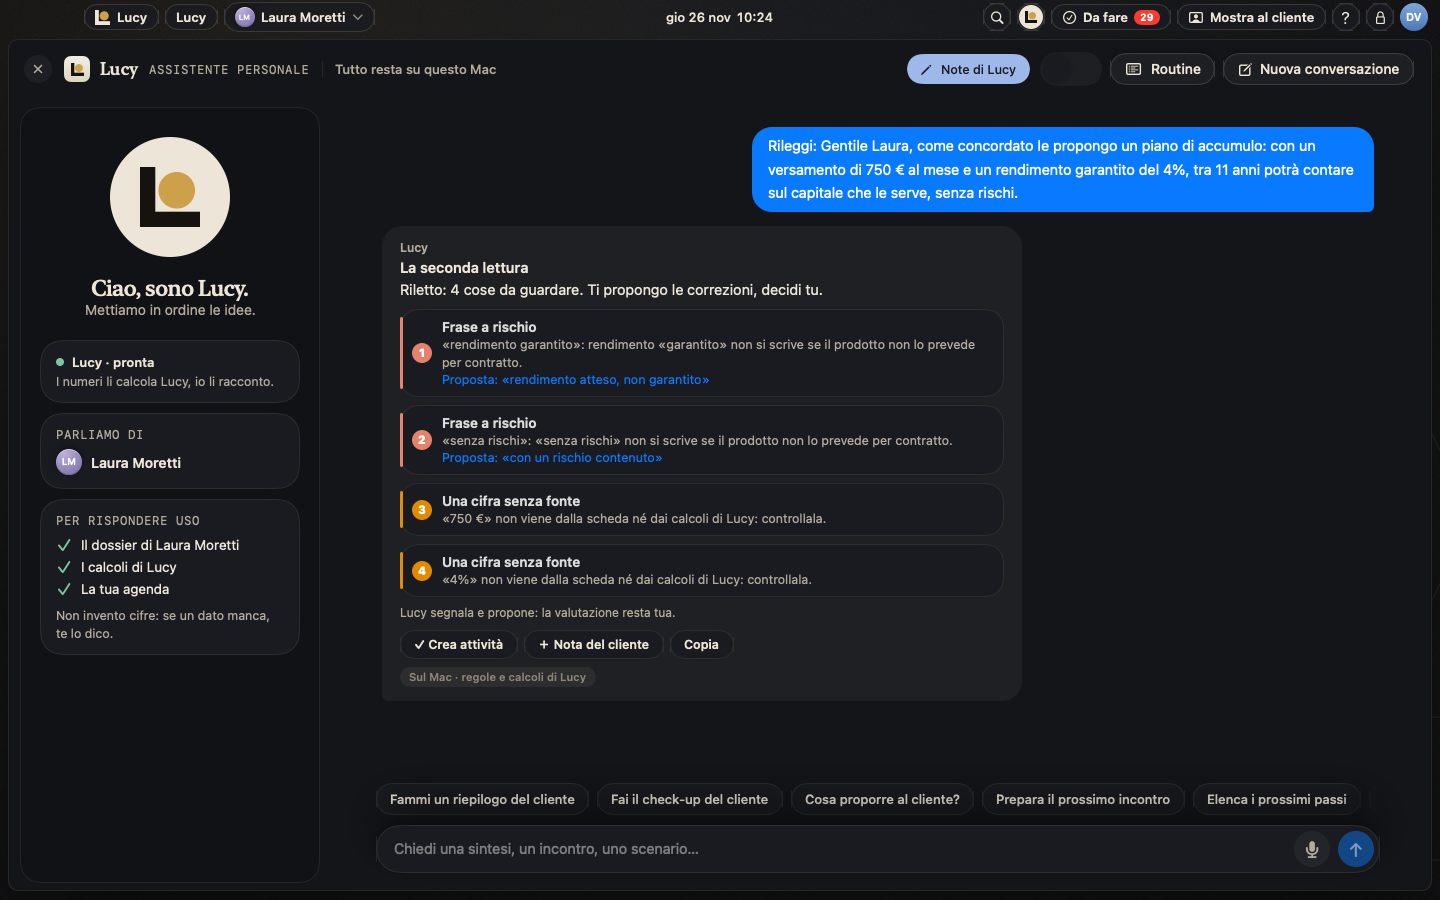 Lucy
Lucy
LM Laura Moretti
gio 26 nov 10:24
Da fare 29
Mostra al cliente
?
DV
Lucy ASSISTENTE PERSONALE Tutto resta su questo Mac
Note di Lucy
Routine
Nuova conversazione
Ciao, sono Lucy.
Mettiamo in ordine le idee.
Lucy · pronta
I numeri li calcola Lucy, io li racconto.
PARLIAMO DI
LM Laura Moretti
PER RISPONDERE USO
Il dossier di Laura Moretti
I calcoli di Lucy
La tua agenda
Non invento cifre: se un dato manca,
te lo dico.
Rileggi: Gentile Laura, come concordato le propongo un piano di accumulo: con un
versamento di 750 € al mese e un rendimento garantito del 4%, tra 11 anni potrà contare
sul capitale che le serve, senza rischi.
Lucy
La seconda lettura
Riletto: 4 cose da guardare. Ti propongo le correzioni, decidi tu.
1
Frase a rischio
«rendimento garantito»: rendimento «garantito» non si scrive se il prodotto non lo prevede
per contratto.
Proposta: «rendimento atteso, non garantito»
2
Frase a rischio
«senza rischi»: «senza rischi» non si scrive se il prodotto non lo prevede per contratto.
Proposta: «con un rischio contenuto»
3
Una cifra senza fonte
«750 €» non viene dalla scheda né dai calcoli di Lucy: controllala.
4
Una cifra senza fonte
«4%» non viene dalla scheda né dai calcoli di Lucy: controllala.
Lucy segnala e propone: la valutazione resta tua.
✓ Crea attività
+ Nota del cliente
Copia
Sul Mac · regole e calcoli di Lucy
Fammi un riepilogo del cliente
Fai il check-up del cliente
Cosa proporre al cliente?
Prepara il prossimo incontro
Elenca i prossimi passi
Chiedi una sintesi, un incontro, uno scenario...